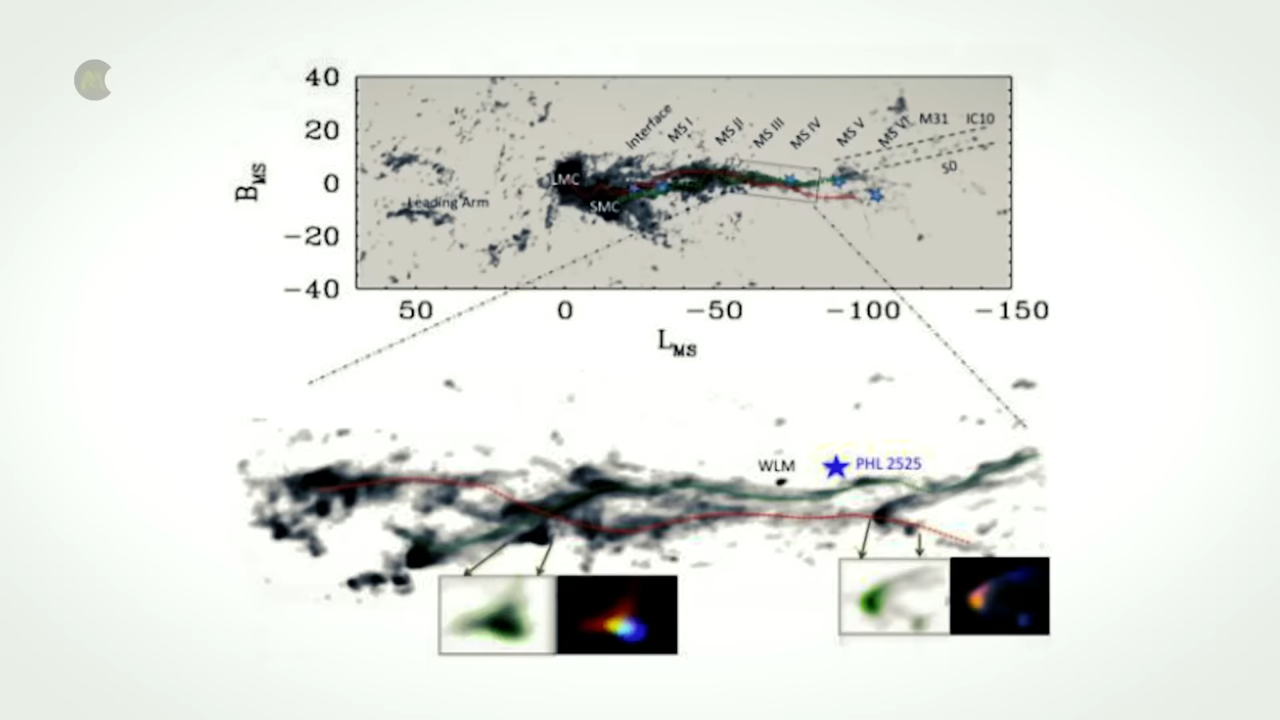 40
20
0
−20
−40
B_MS
Interface
MS I
MS II
MS III
MS IV
MS V
MS VI
M31
IC10
LMC
SMC
Leading Arm
50
0
−50
−100
−150
L_MS
WLM
PHL 2525